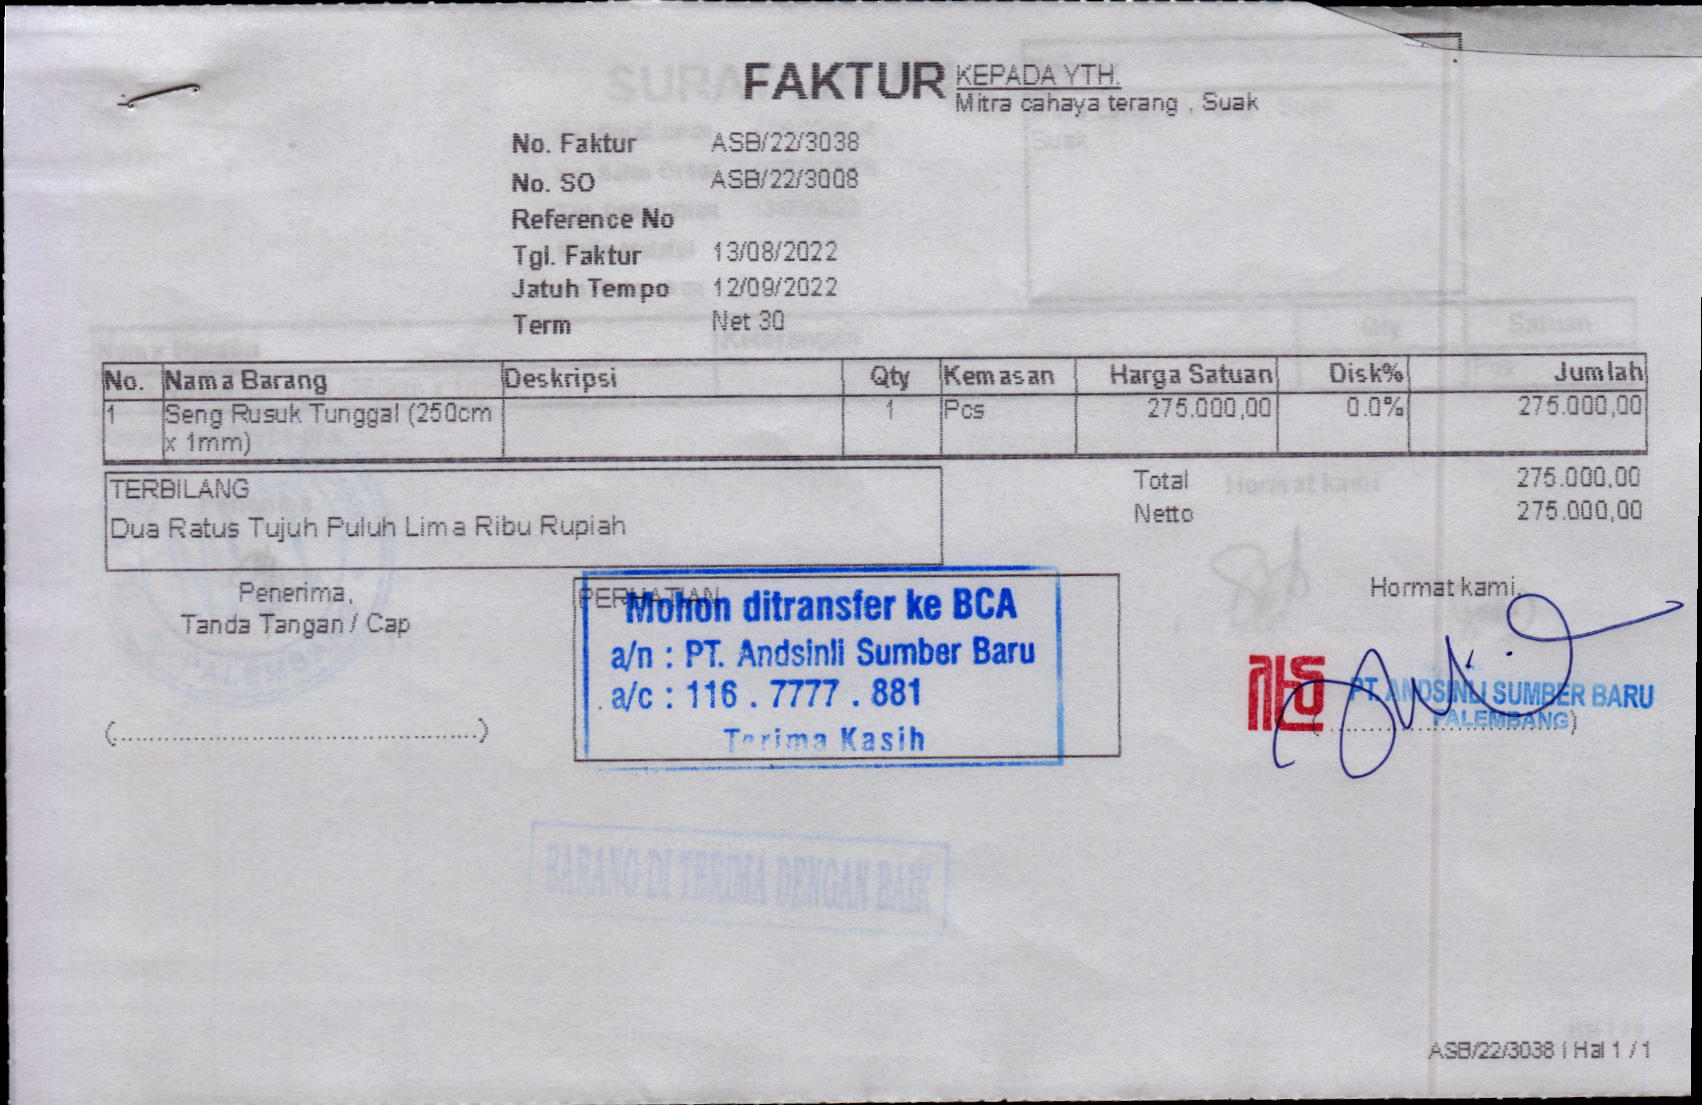 FAKTUR
KEPADA YTH.
Mitra cahaya terang , Suak
No. Faktur ASB/22/3038
No. SO ASB/22/3008
Reference No
Tgl. Faktur 13/08/2022
Jatuh Tempo 12/09/2022
Term Net 30
No. Nama Barang Deskripsi Qty Kemasan Harga Satuan Disk% Jumlah
1 Seng Rusuk Tunggal (250cm 1 Pcs 275.000,00 0.0% 275.000,00
x 1mm)
TERBILANG
Dua Ratus Tujuh Puluh Lima Ribu Rupiah
Total 275.000,00
Netto 275.000,00
Penerima,
Tanda Tangan / Cap
(..................................................)
PERHATIAN
Mohon ditransfer ke BCA
a/n : PT. Andsinli Sumber Baru
a/c : 116 . 7777 . 881
Terima Kasih
Hormat kami,
PT. ANDSINLI SUMBER BARU
PALEMBANG
BARANG DI TERIMA DENGAN BAIK
ASB/22/3038 | Hal 1 / 1